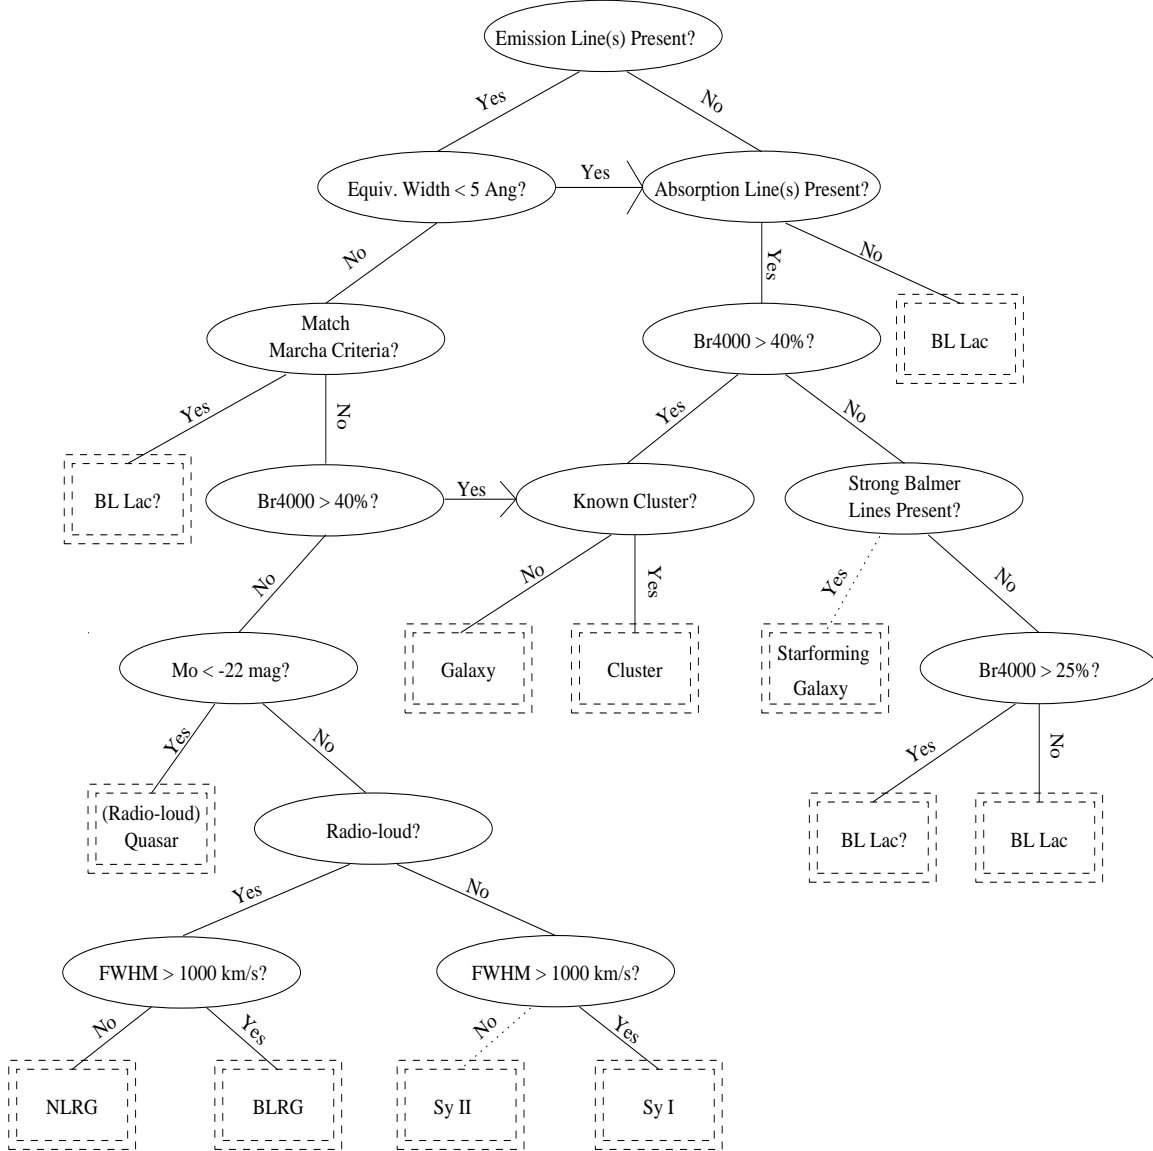 Emission Line(s) Present?
Yes
No
Equiv. Width < 5 Ang?
Yes
Absorption Line(s) Present?
No
Yes
No
Match
Marcha Criteria?
Br4000 > 40%?
BL Lac
Yes
No
Yes
No
BL Lac?
Br4000 > 40%?
Yes
Known Cluster?
Strong Balmer
Lines Present?
No
No
Yes
Yes
No
Mo < -22 mag?
Galaxy
Cluster
Starforming
Galaxy
Br4000 > 25%?
Yes
No
Yes
No
(Radio-loud)
Quasar
Radio-loud?
BL Lac?
BL Lac
Yes
No
FWHM > 1000 km/s?
FWHM > 1000 km/s?
No
Yes
No
Yes
NLRG
BLRG
Sy II
Sy I